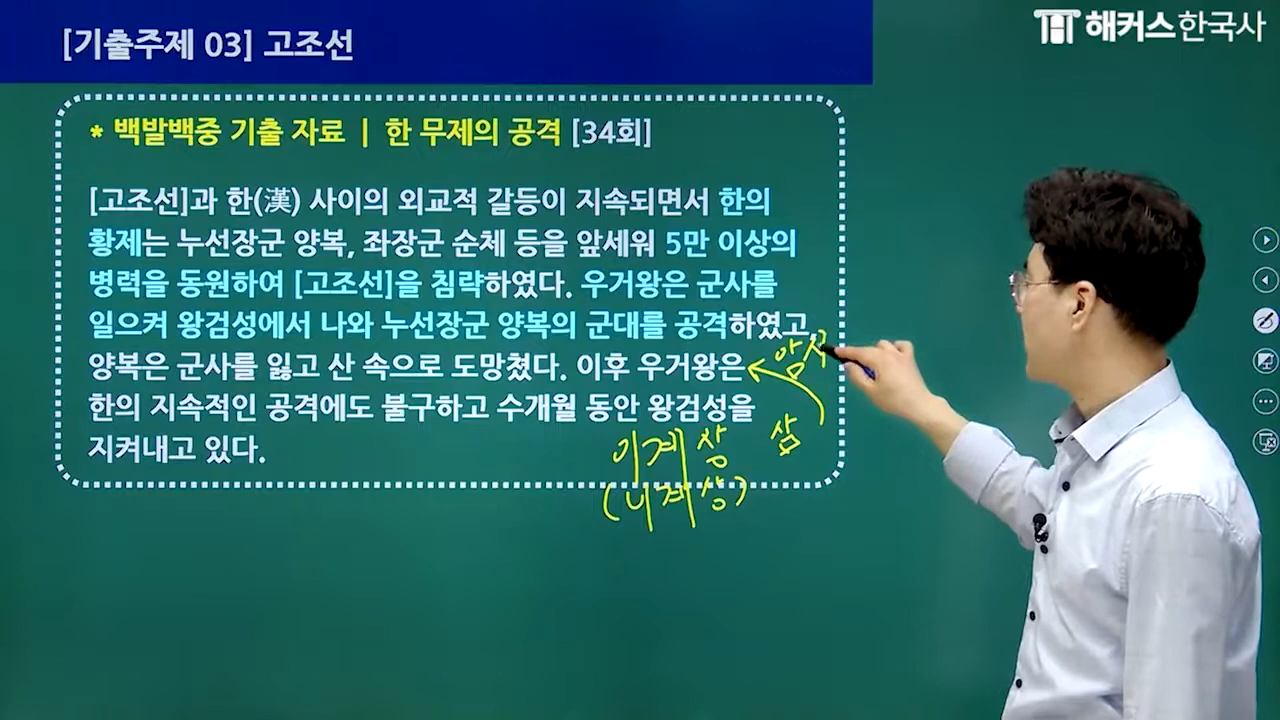 [기출주제 03] 고조선
해커스한국사
* 백발백중 기출 자료 | 한 무제의 공격 [34회]
[고조선]과 한(漢) 사이의 외교적 갈등이 지속되면서 한의
황제는 누선장군 양복, 좌장군 순체 등을 앞세워 5만 이상의
병력을 동원하여 [고조선]을 침략하였다. 우거왕은 군사를
일으켜 왕검성에서 나와 누선장군 양복의 군대를 공격하였고,
양복은 군사를 잃고 산 속으로 도망쳤다. 이후 우거왕은
한의 지속적인 공격에도 불구하고 수개월 동안 왕검성을
지켜내고 있다.
이계상 삼
(니계상)